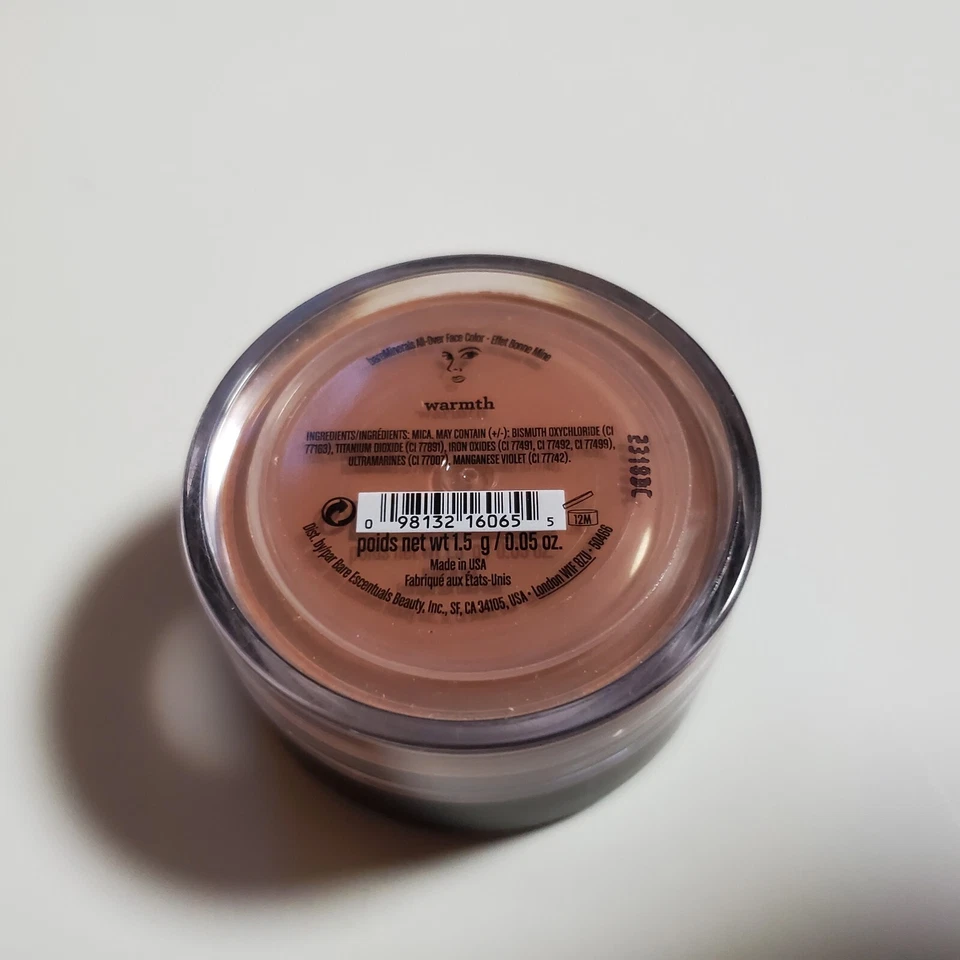 bareMinerals All-Over Face Color - Effet Bonne Mine
warmth
INGREDIENTS/INGRÉDIENTS: MICA, MAY CONTAIN (+/-): BISMUTH OXYCHLORIDE (CI
77163), TITANIUM DIOXIDE (CI 77891), IRON OXIDES (CI 77491, CI 77492, CI 77499),
ULTRAMARINES (CI 77007), MANGANESE VIOLET (CI 77742).
0 98132 16065 5
12M
poids net wt 1.5 g / 0.05 oz.
Made in USA
Fabriqué aux États-Unis
Dist. by/par Bare Escentuals Beauty, Inc., SF, CA 34105, USA • London W1F 9ZU • 50466